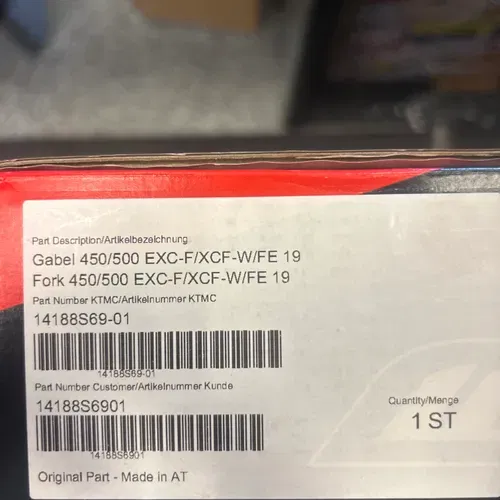 Part Description/Artikelbezeichnung
Gabel 450/500 EXC-F/XCF-W/FE 19
Fork 450/500 EXC-F/XCF-W/FE 19
Part Number KTMC/Artikelnummer KTMC
14188S69-01
14188S69-01
Part Number Customer/Artikelnummer Kunde
14188S6901
14188S6901
Quantity/Menge
1 ST
Original Part - Made in AT